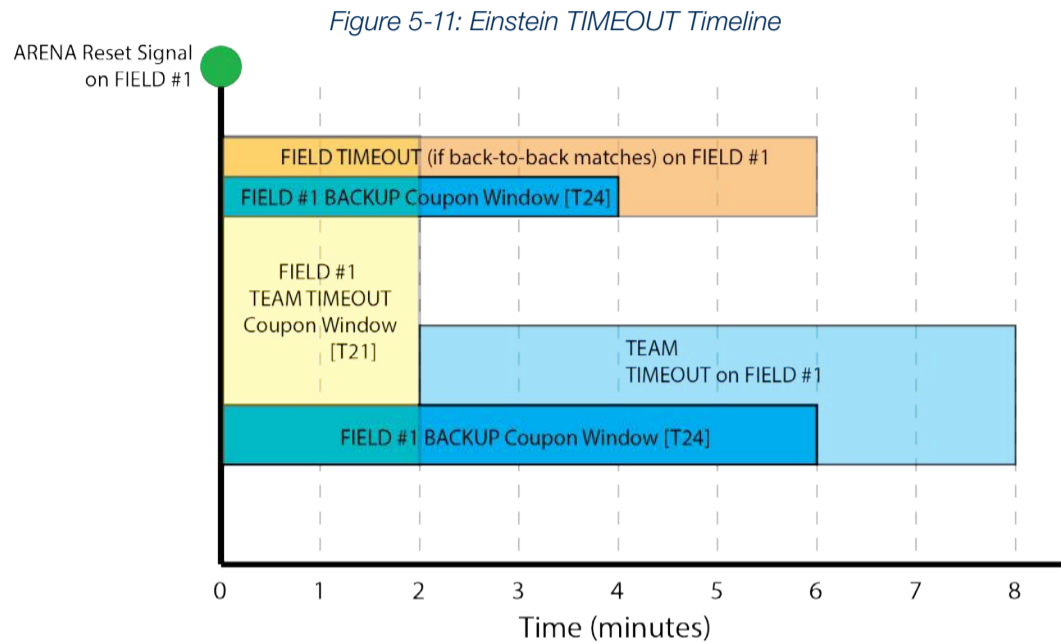 Figure 5-11: Einstein TIMEOUT Timeline
ARENA Reset Signal
on FIELD #1
FIELD TIMEOUT (if back-to-back matches) on FIELD #1
FIELD #1 BACKUP Coupon Window [T24]
FIELD #1
TEAM TIMEOUT
Coupon Window
[T21]
TEAM
TIMEOUT on FIELD #1
FIELD #1 BACKUP Coupon Window [T24]
0 1 2 3 4 5 6 7 8
Time (minutes)